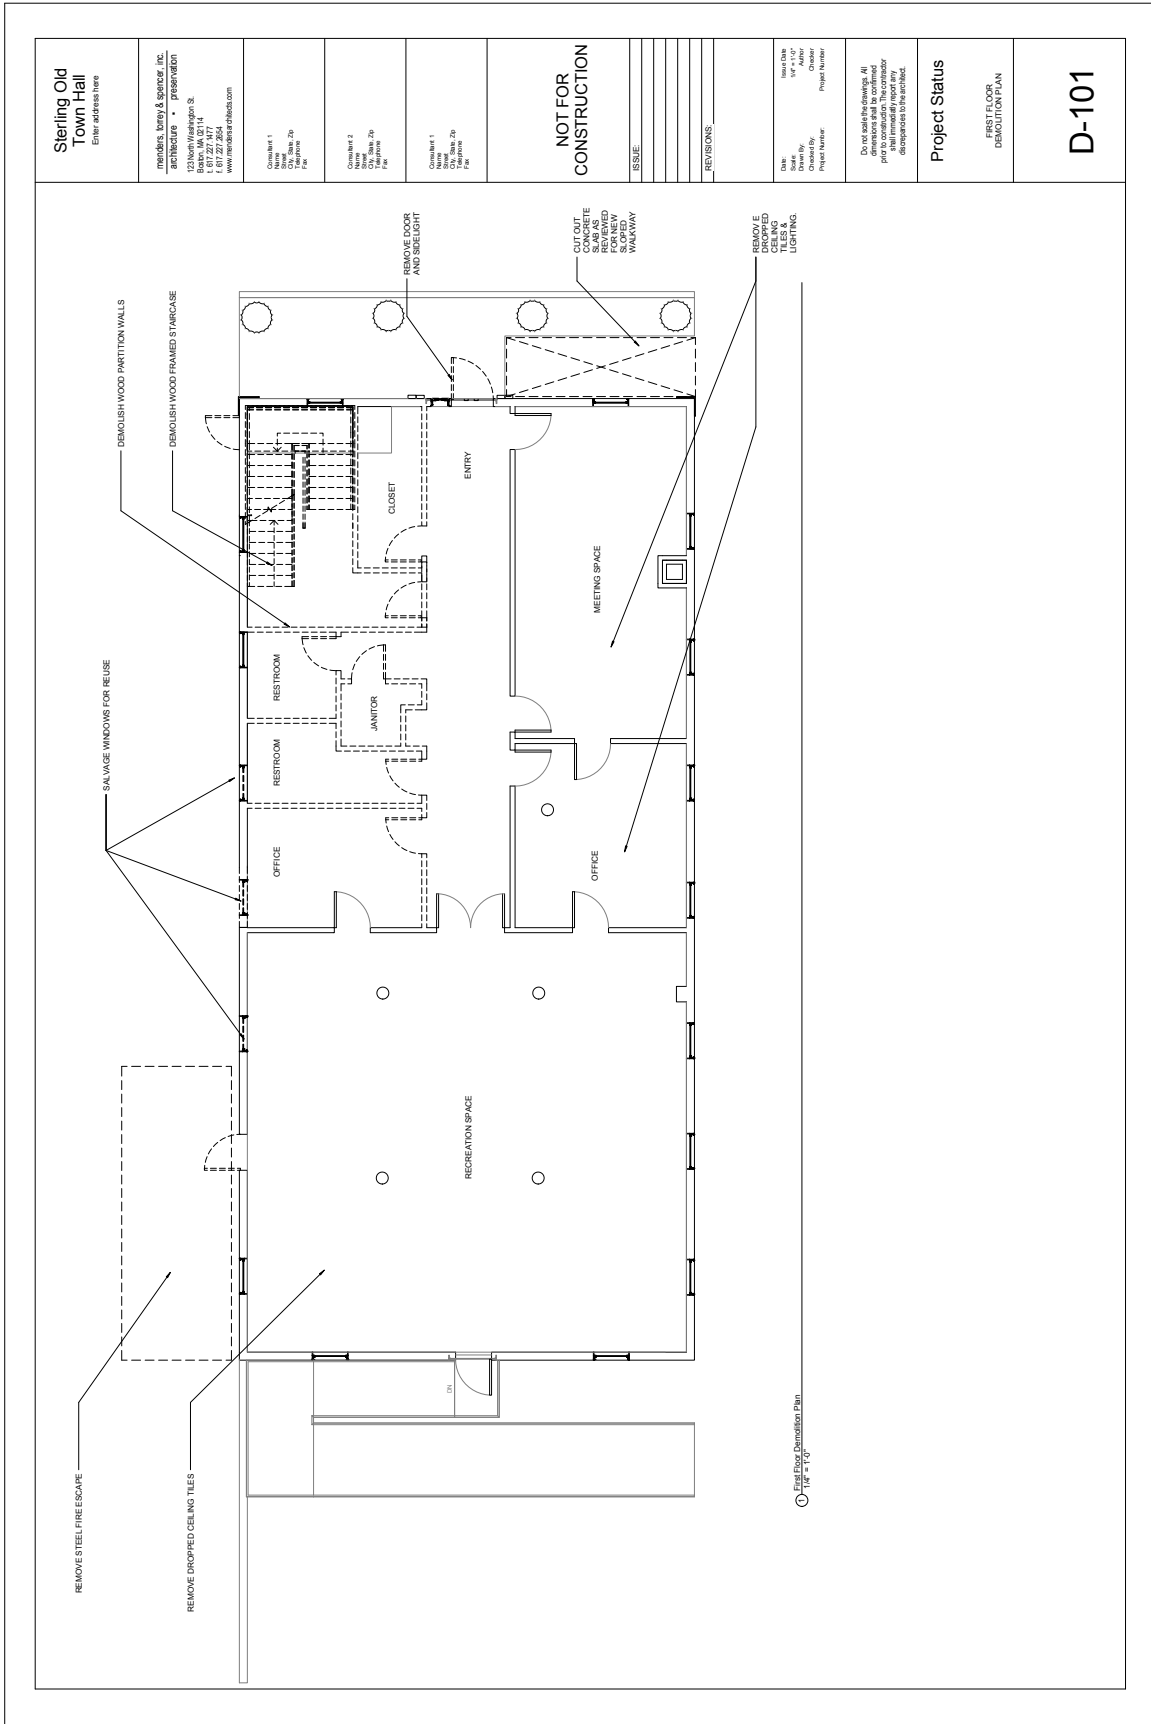 Sterling Old
Town Hall
Enter address here
menders, torrey & spencer, inc.
architecture • preservation
123 North Washington St.
Boston, MA 02114
t. 617.227.1477
f. 617.227.2654
www.mendersarchitects.com
Consultant 1
Name
Street
City, State, Zip
Telephone
Fax
Consultant 2
Name
Street
City, State, Zip
Telephone
Fax
Consultant 1
Name
Street
City, State, Zip
Telephone
Fax
NOT FOR
CONSTRUCTION
ISSUE:
REVISIONS:
Date: Issue Date
Scale: 1/4" = 1'-0"
Drawn By: Author
Checked By: Checker
Project Number: Project Number
Do not scale the drawings. All
dimensions shall be confirmed
prior to construction. The contractor
shall immediatly report any
discrepancies to the architect.
Project Status
FIRST FLOOR
DEMOLITION PLAN
D-101
DEMOLISH WOOD PARTITION WALLS
DEMOLISH WOOD FRAMED STAIRCASE
REMOVE DOOR
AND SIDELIGHT
CUT OUT
CONCRETE
SLAB AS
REVIEWED
FOR NEW
SLOPED
WALKWAY
REMOVE
DROPPED
CEILING
TILES &
LIGHTING.
SALVAGE WINDOWS FOR REUSE
REMOVE STEEL FIRE ESCAPE
REMOVE DROPPED CEILING TILES
CLOSET
ENTRY
MEETING SPACE
RESTROOM
JANITOR
RESTROOM
OFFICE
OFFICE
RECREATION SPACE
DN
1
First Floor Demolition Plan
1/4" = 1'-0"